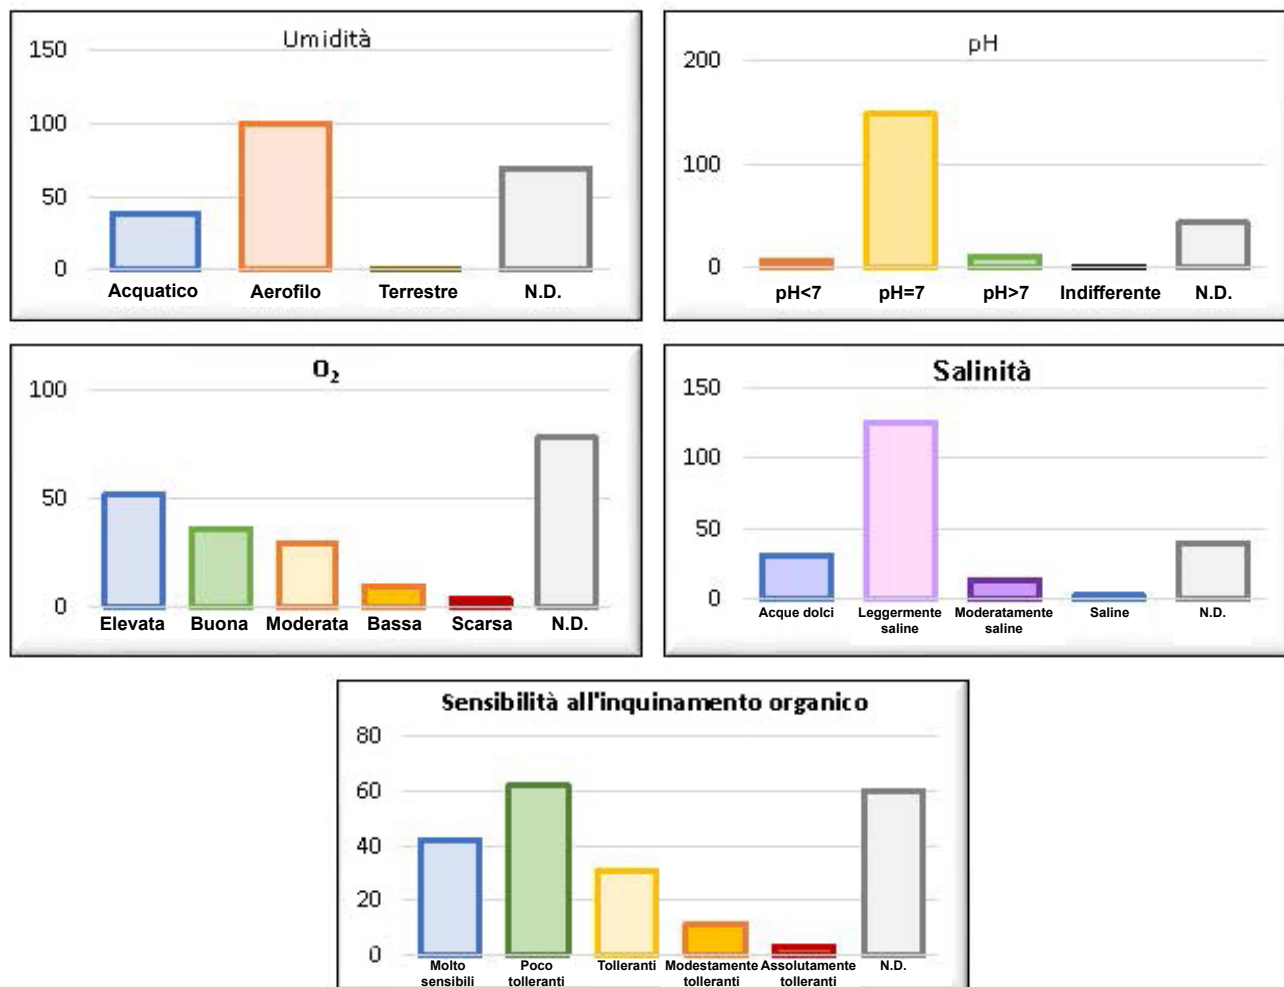 Umidità
150
100
50
0
Acquatico Aerofilo Terrestre N.D.
pH
200
100
0
pH<7 pH=7 pH>7 Indifferente N.D.
O₂
100
50
0
Elevata Buona Moderata Bassa Scarsa N.D.
Salinità
150
100
50
0
Acque dolci Leggermente Moderatamente Saline N.D.
saline saline
Sensibilità all'inquinamento organico
80
60
40
20
0
Molto Poco Tolleranti Modestamente Assolutamente N.D.
sensibili tolleranti tolleranti tolleranti